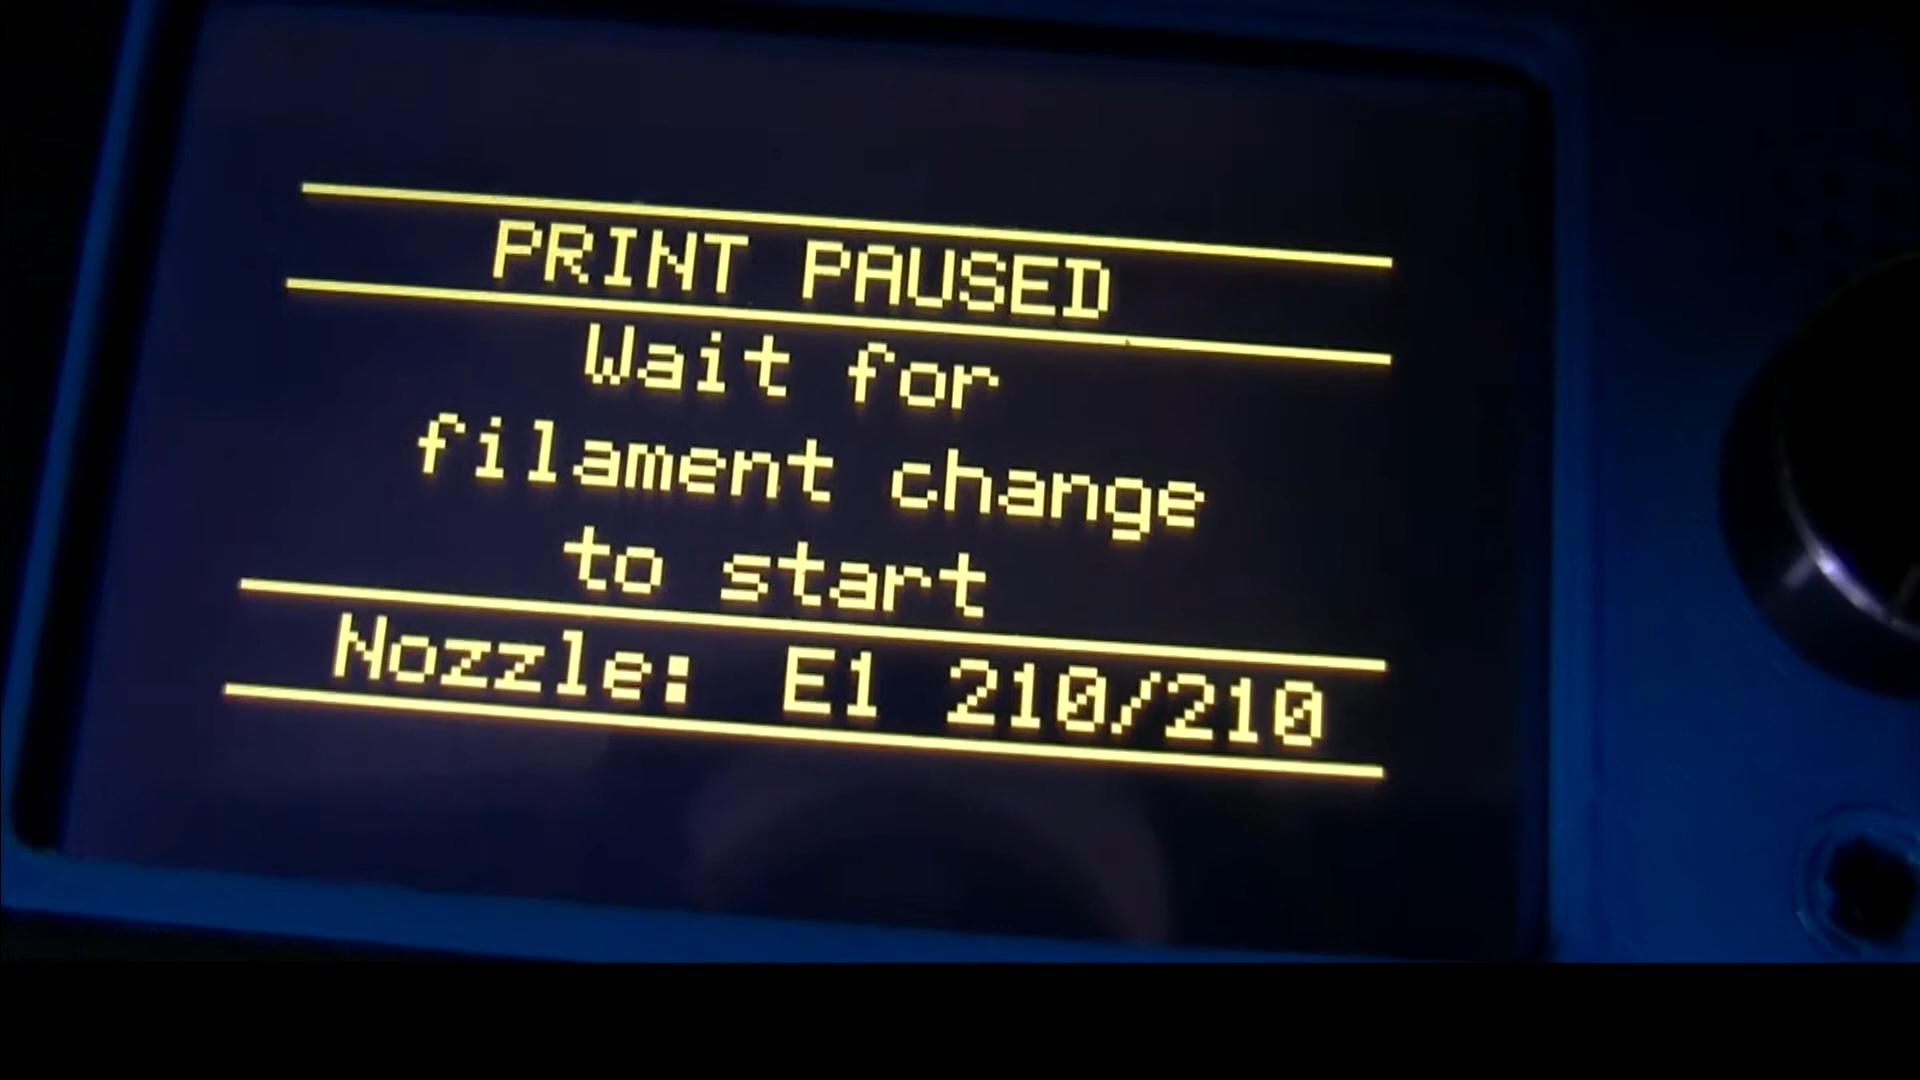 PRINT PAUSED
Wait for
filament change
to start
Nozzle: E1 210/210